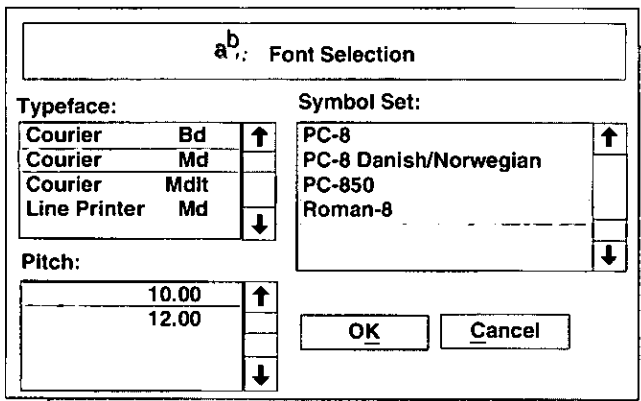 ab Font Selection
Typeface:
Courier Bd
Courier Md
Courier MdIt
Line Printer Md
Pitch:
10.00
12.00
Symbol Set:
PC-8
PC-8 Danish/Norwegian
PC-850
Roman-8
OK
Cancel